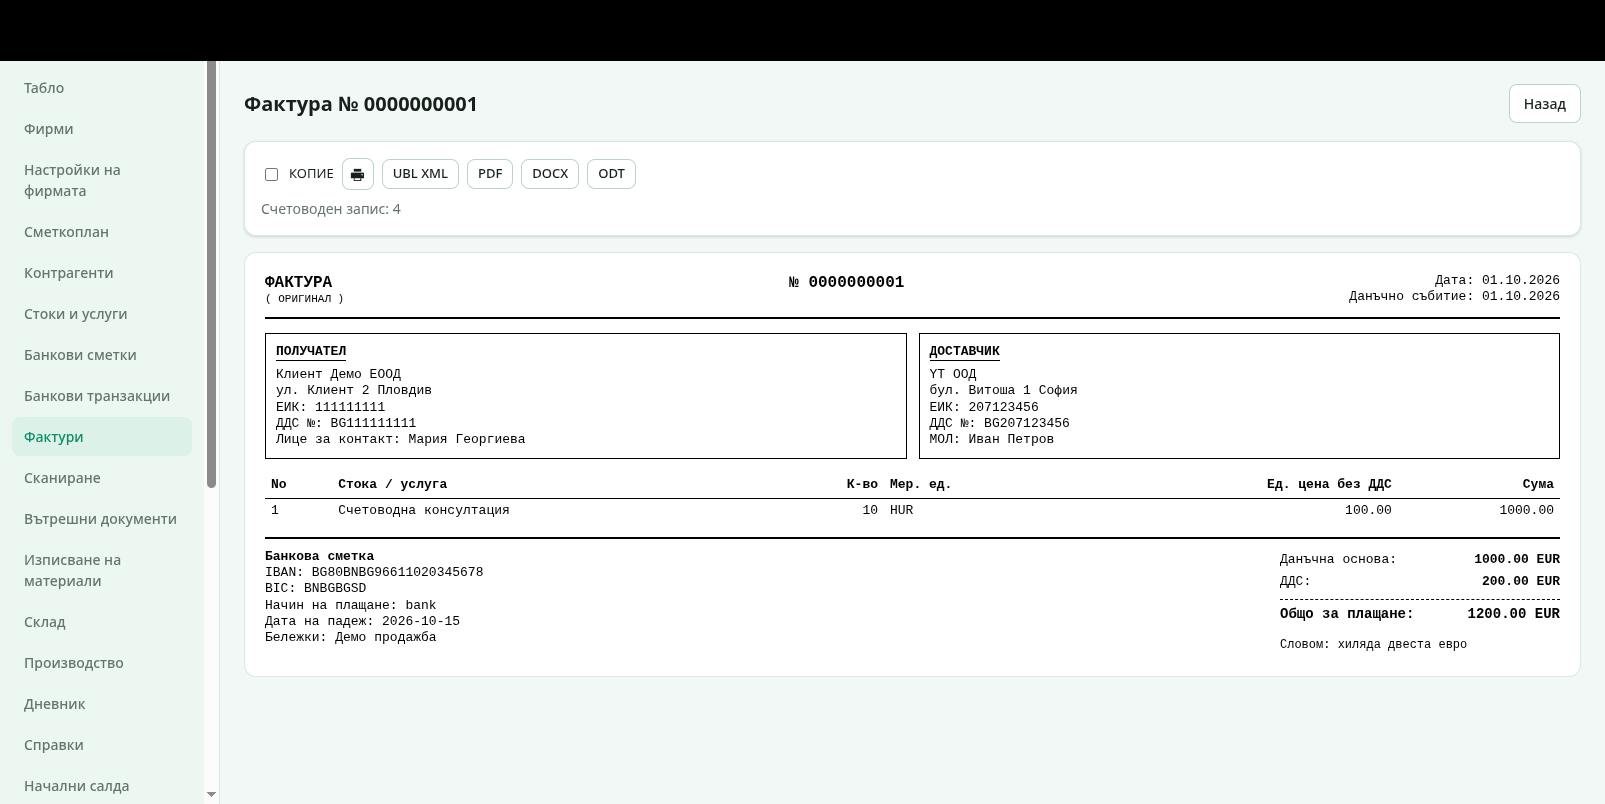 Табло
Фирми
Настройки на
фирмата
Сметкоплан
Контрагенти
Стоки и услуги
Банкови сметки
Банкови транзакции
Фактури
Сканиране
Вътрешни документи
Изписване на
материали
Склад
Производство
Дневник
Справки
Начални салда
Фактура № 0000000001
Назад
КОПИЕ UBL XML PDF DOCX ODT
Счетоводен запис: 4
ФАКТУРА № 0000000001 Дата: 01.10.2026
( ОРИГИНАЛ ) Данъчно събитие: 01.10.2026
ПОЛУЧАТЕЛ
Клиент Демо ЕООД
ул. Клиент 2 Пловдив
ЕИК: 111111111
ДДС №: BG111111111
Лице за контакт: Мария Георгиева
ДОСТАВЧИК
YT ООД
бул. Витоша 1 София
ЕИК: 207123456
ДДС №: BG207123456
МОЛ: Иван Петров
No Стока / услуга К-во Мер. ед. Ед. цена без ДДС Сума
1 Счетоводна консултация 10 HUR 100.00 1000.00
Банкова сметка
IBAN: BG80BNBG96611020345678
BIC: BNBGBGSD
Начин на плащане: bank
Дата на падеж: 2026-10-15
Бележки: Демо продажба
Данъчна основа: 1000.00 EUR
ДДС: 200.00 EUR
Общо за плащане: 1200.00 EUR
Словом: хиляда двеста евро